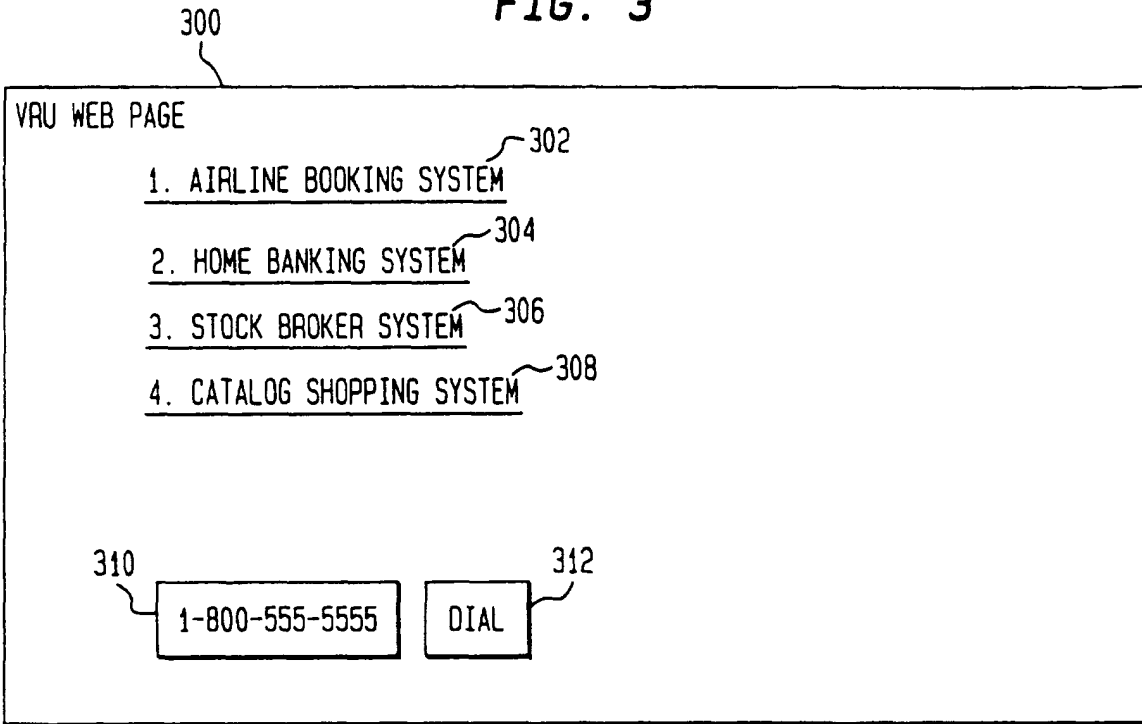 FIG. 3
300
VRU WEB PAGE
302
1. AIRLINE BOOKING SYSTEM
304
2. HOME BANKING SYSTEM
306
3. STOCK BROKER SYSTEM
308
4. CATALOG SHOPPING SYSTEM
310
312
1-800-555-5555 DIAL